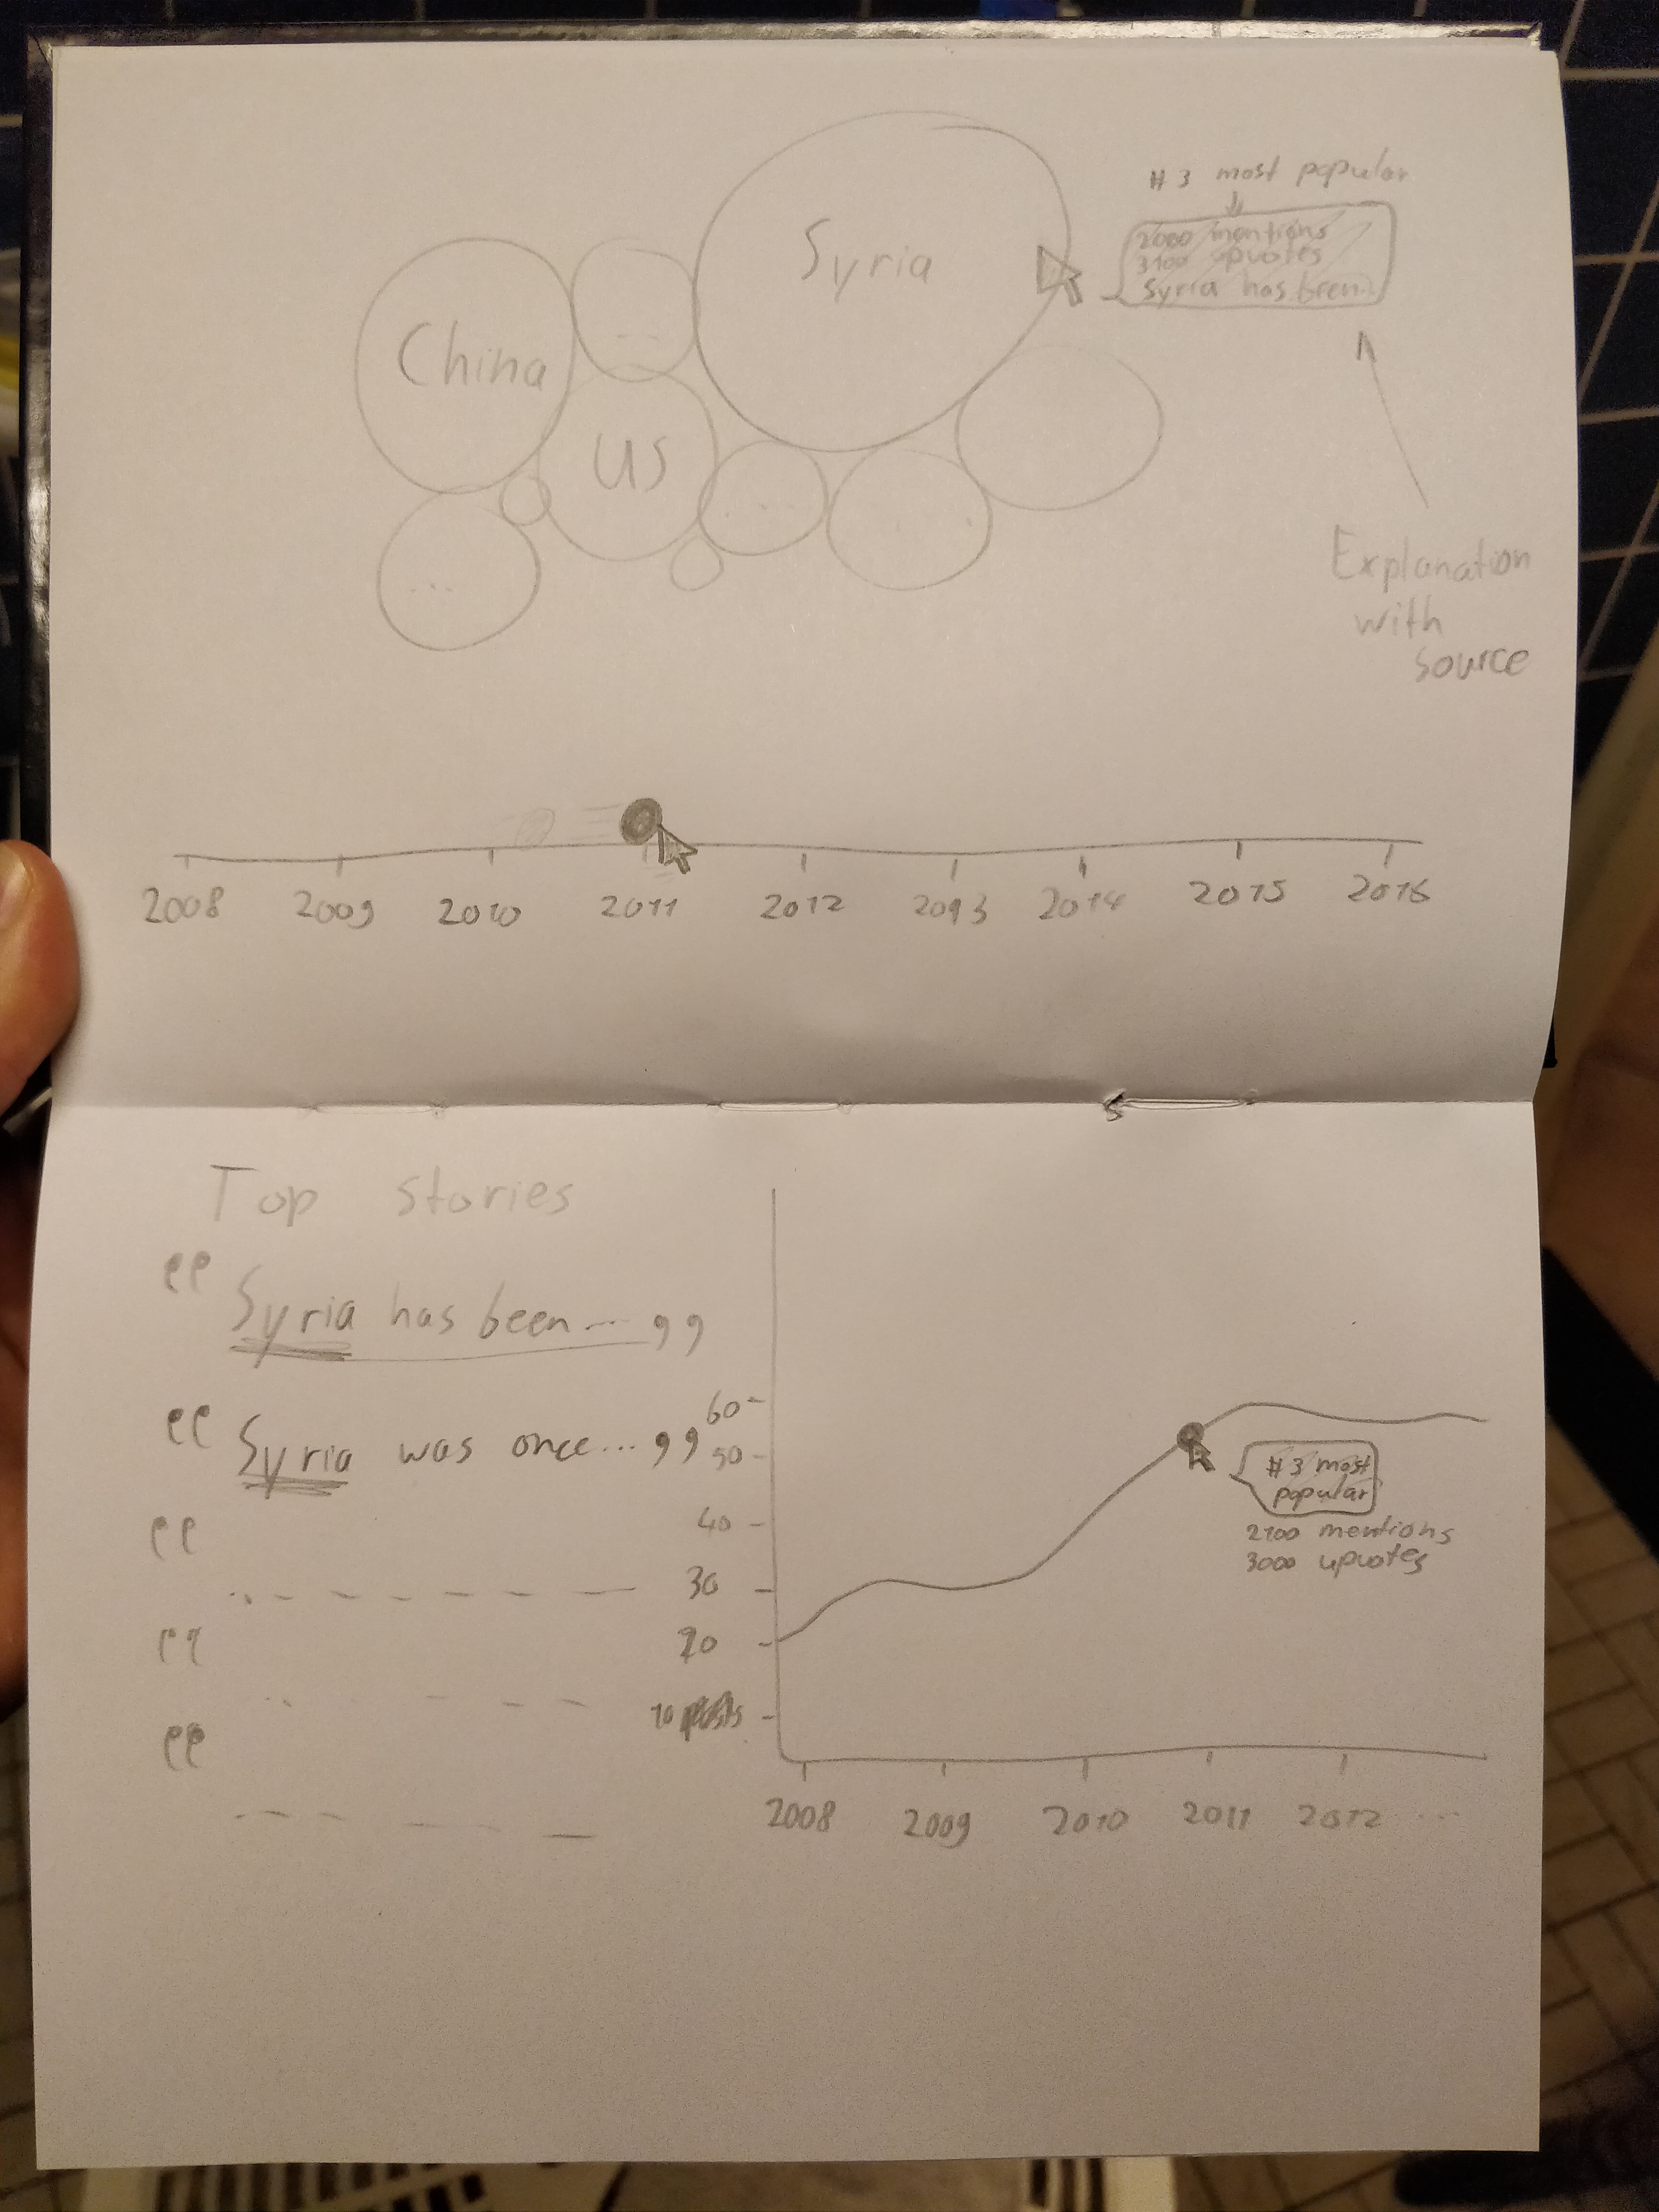 # 3 most popular
2000 mentions
3100 upvotes
Syria has been...
Syria
China
...
US
...
...
...
Explanation
with
source
2008 2009 2010 2011 2012 2013 2014 2015 2016
Top stories
"Syria has been..."
"Syria was once..."
60
50
40
30
20
10 posts
# 3 most
popular
2100 mentions
3000 upvotes
2008 2009 2010 2011 2012 ...